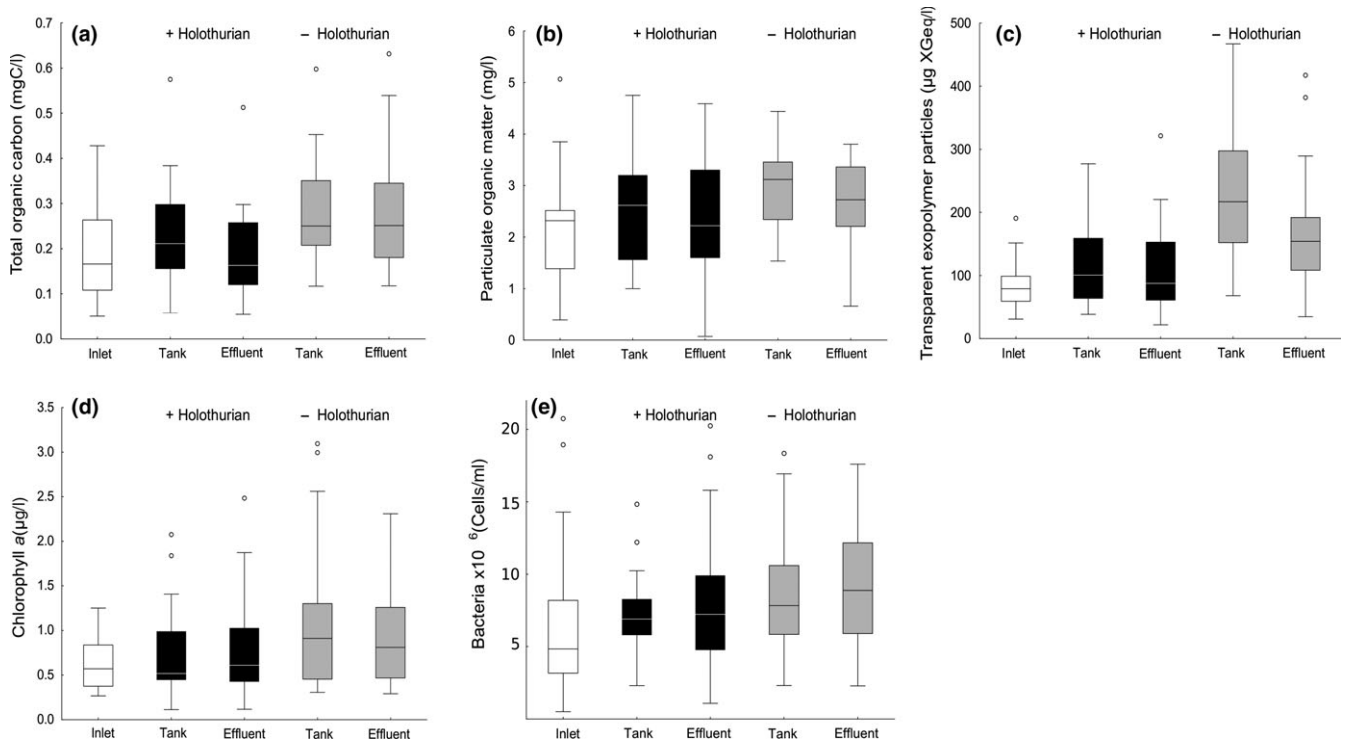 (a)
+ Holothurian – Holothurian
Total organic carbon (mgC/l)
0.7
0.6
0.5
0.4
0.3
0.2
0.1
0.0
Inlet Tank Effluent Tank Effluent
(b)
+ Holothurian – Holothurian
Particulate organic matter (mg/l)
6
5
4
3
2
1
0
Inlet Tank Effluent Tank Effluent
(c)
+ Holothurian – Holothurian
Transparent exopolymer particles (µg XGeq/l)
500
400
300
200
100
0
Inlet Tank Effluent Tank Effluent
(d)
+ Holothurian – Holothurian
Chlorophyll a(µg/l)
3.5
3.0
2.5
2.0
1.5
1.0
0.5
0.0
Inlet Tank Effluent Tank Effluent
(e)
+ Holothurian – Holothurian
Bacteria x10 6(Cells/ml)
20
15
10
5
Inlet Tank Effluent Tank Effluent